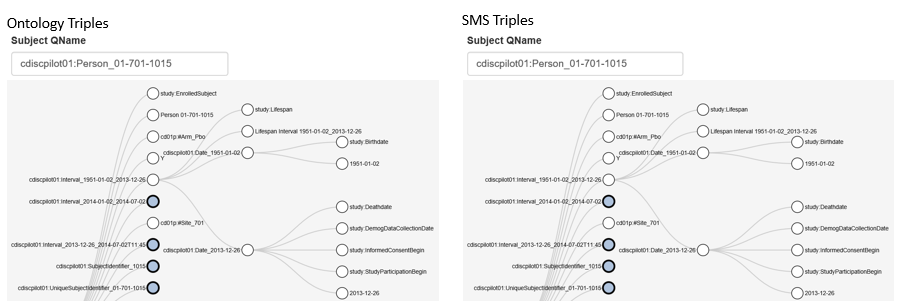 Ontology Triples
Subject QName
cdiscpilot01:Person_01-701-1015
study:EnrolledSubject
Person 01-701-1015
cd01p:#Arm_Pbo
Y
cdiscpilot01:Interval_1951-01-02_2013-12-26
cdiscpilot01:Interval_2014-01-02_2014-07-02
cd01p:#Site_701
cdiscpilot01:Interval_2013-12-26_2014-07-02T11:45
cdiscpilot01:SubjectIdentifier_1015
cdiscpilot01:UniqueSubjectIdentifier_01-701-1015
study:Lifespan
Lifespan Interval 1951-01-02_2013-12-26
cdiscpilot01:Date_1951-01-02
cdiscpilot01:Date_2013-12-26
study:Birthdate
1951-01-02
study:Deathdate
study:DemogDataCollectionDate
study:InformedConsentBegin
study:StudyParticipationBegin
2013-12-26
SMS Triples
Subject QName
cdiscpilot01:Person_01-701-1015
study:EnrolledSubject
Person 01-701-1015
cd01p:#Arm_Pbo
Y
cdiscpilot01:Interval_1951-01-02_2013-12-26
cdiscpilot01:Interval_2014-01-02_2014-07-02
cd01p:#Site_701
cdiscpilot01:Interval_2013-12-26_2014-07-02T11:45
cdiscpilot01:SubjectIdentifier_1015
cdiscpilot01:UniqueSubjectIdentifier_01-701-1015
study:Lifespan
Lifespan Interval 1951-01-02_2013-12-26
cdiscpilot01:Date_1951-01-02
cdiscpilot01:Date_2013-12-26
study:Birthdate
1951-01-02
study:Deathdate
study:DemogDataCollectionDate
study:InformedConsentBegin
study:StudyParticipationBegin
2013-12-26